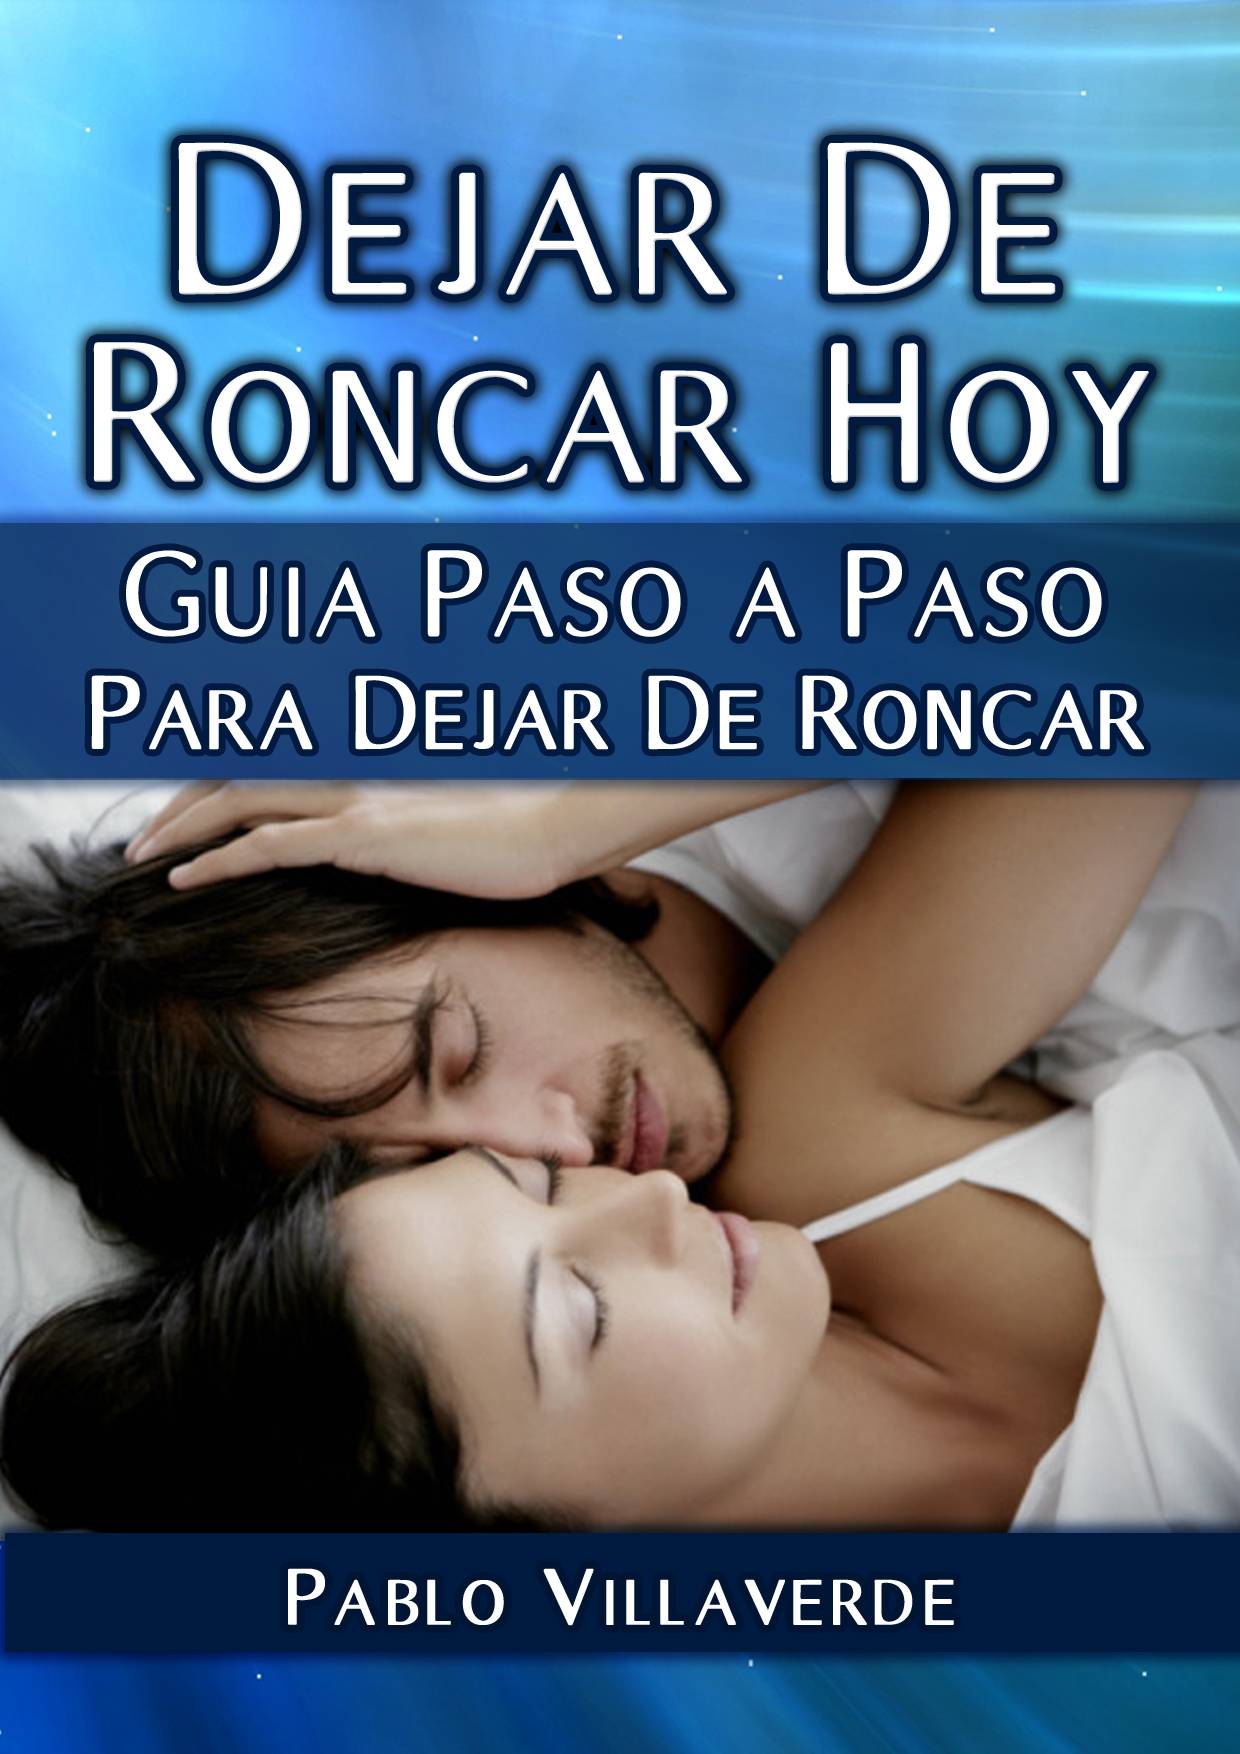 Dejar De
Roncar Hoy
Guia Paso a Paso
Para Dejar De Roncar
Pablo Villaverde